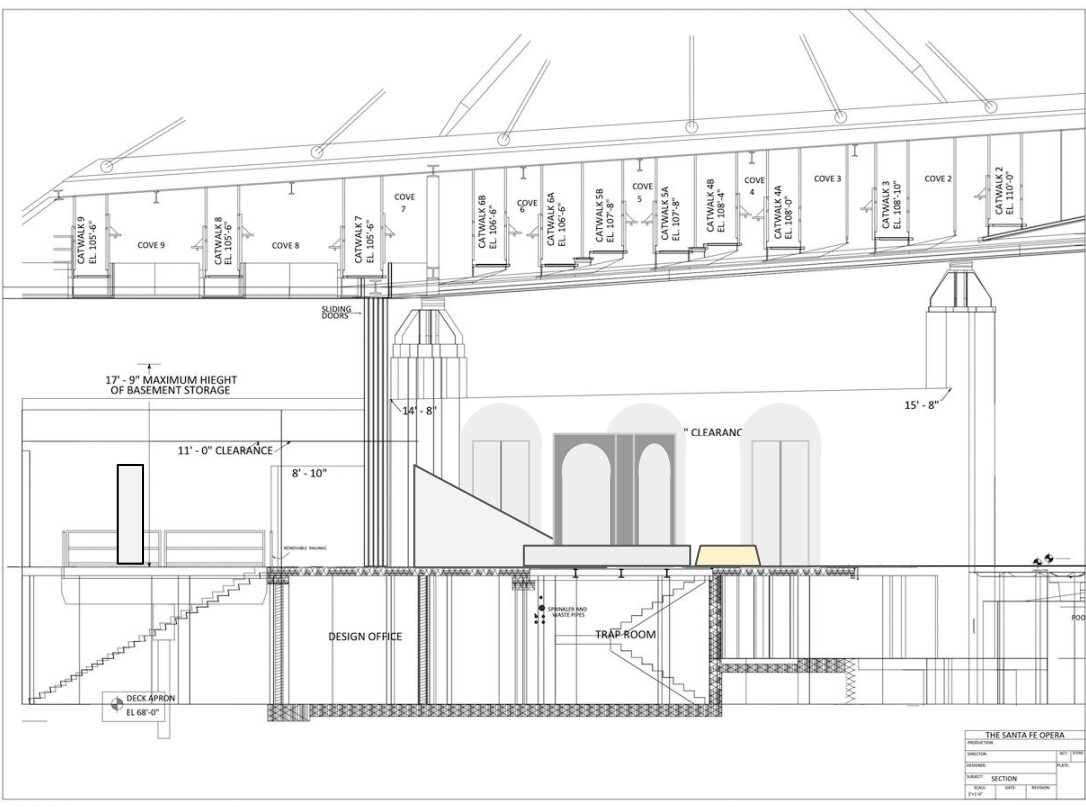 CATWALK 9
EL. 105'-6"
COVE 9
CATWALK 8
EL. 105'-6"
COVE 8
CATWALK 7
EL. 105'-6"
COVE
7
CATWALK 6B
EL. 106'-6"
COVE
6
CATWALK 6A
EL. 106'-6"
CATWALK 5B
EL. 107'-8"
COVE
5
CATWALK 5A
EL. 107'-8"
CATWALK 4B
EL. 108'-4"
COVE
4
CATWALK 4A
EL. 108'-0"
COVE 3
CATWALK 3
EL. 108'-10"
COVE 2
CATWALK 2
EL. 110'-0"
SLIDING
DOORS
17' - 9" MAXIMUM HIEGHT
OF BASEMENT STORAGE
14' - 8"
15' - 8"
" CLEARANC
11' - 0" CLEARANCE
8' - 10"
REMOVABLE RAILINGS
SPRINKLER AND
WASTE PIPES
DESIGN OFFICE
TRAP ROOM
POO
DECK APRON
EL 68'-0"
THE SANTA FE OPERA
PRODUCTION:
DIRECTOR:
ACT:
DESIGNER:
PLATE:
SUBJECT: SECTION
SCALE: DATE: REVISION: